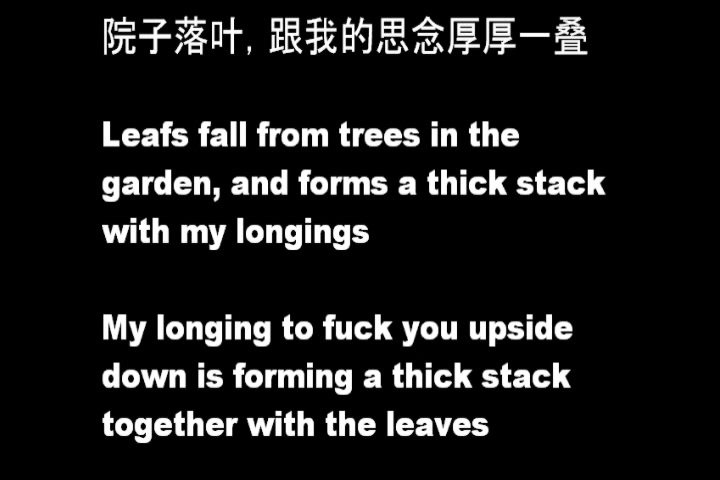 院子落叶, 跟我的思念厚厚一叠
Leafs fall from trees in the
garden, and forms a thick stack
with my longings
My longing to fuck you upside
down is forming a thick stack
together with the leaves